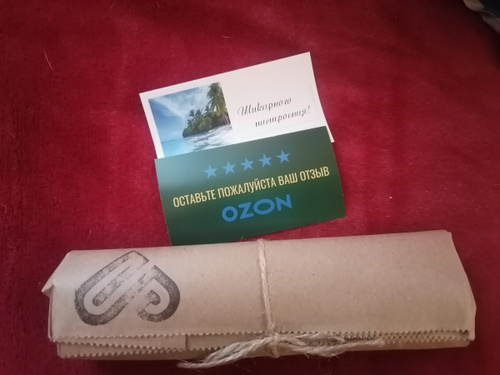 Шикарного
настроения!
ОСТАВЬТЕ ПОЖАЛУЙСТА ВАШ ОТЗЫВ
OZON